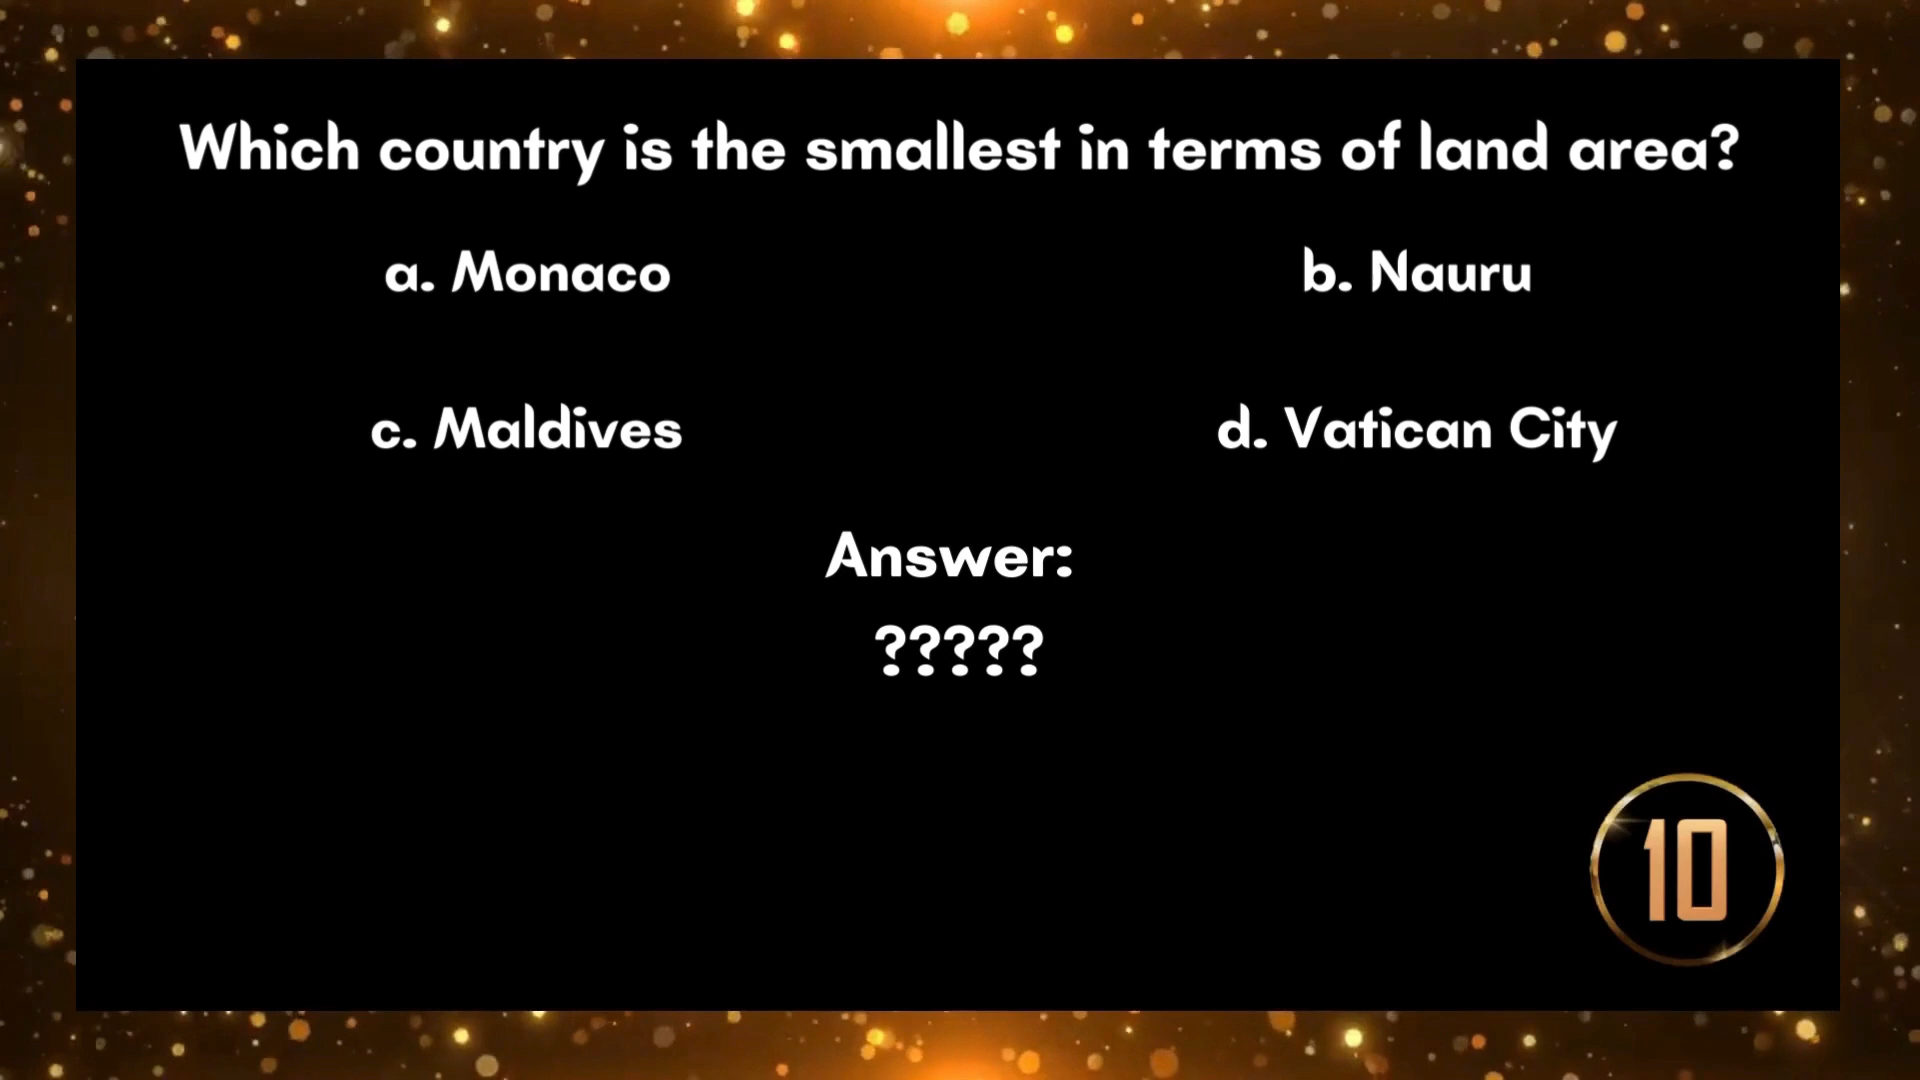 Which country is the smallest in terms of land area?
a. Monaco
b. Nauru
c. Maldives
d. Vatican City
Answer:
?????
10